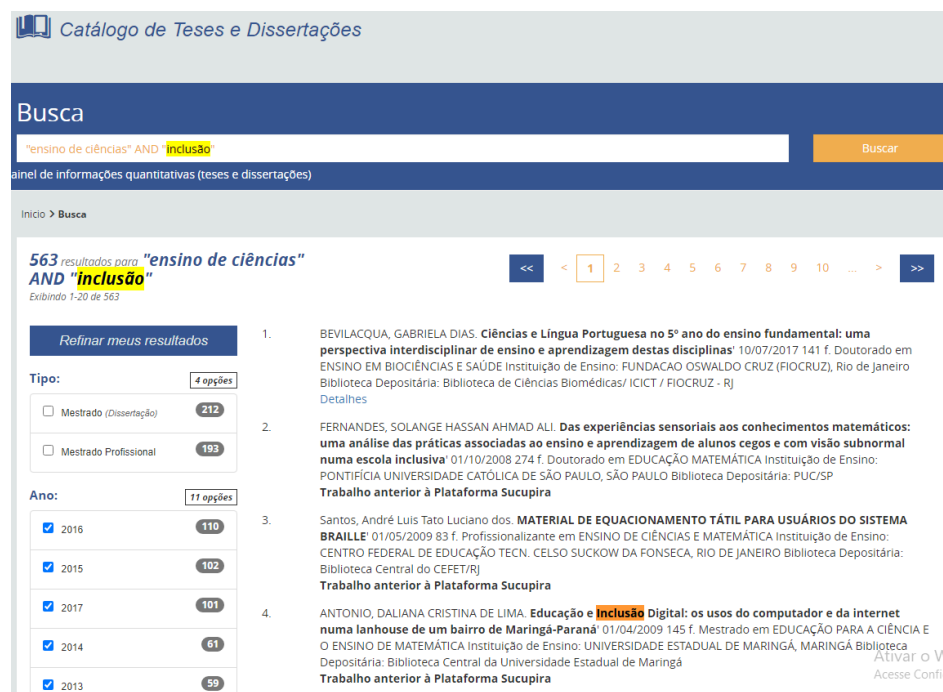 Catálogo de Teses e Dissertações
Busca
"ensino de ciências" AND "inclusão"
Buscar
ainel de informações quantitativas (teses e dissertações)
Inicio > Busca
563 resultados para "ensino de ciências"
AND "inclusão"
Exibindo 1-20 de 563
<< < 1 2 3 4 5 6 7 8 9 10 ... > >>
Refinar meus resultados
Tipo: 4 opções
Mestrado (Dissertação) 212
Mestrado Profissional 193
Ano: 11 opções
2016 110
2015 102
2017 101
2014 61
2013 59
1. BEVILACQUA, GABRIELA DIAS. Ciências e Língua Portuguesa no 5º ano do ensino fundamental: uma
perspectiva interdisciplinar de ensino e aprendizagem destas disciplinas' 10/07/2017 141 f. Doutorado em
ENSINO EM BIOCIÊNCIAS E SAÚDE Instituição de Ensino: FUNDACAO OSWALDO CRUZ (FIOCRUZ), Rio de Janeiro
Biblioteca Depositária: Biblioteca de Ciências Biomédicas/ ICICT / FIOCRUZ - RJ
Detalhes
2. FERNANDES, SOLANGE HASSAN AHMAD ALI. Das experiências sensoriais aos conhecimentos matemáticos:
uma análise das práticas associadas ao ensino e aprendizagem de alunos cegos e com visão subnormal
numa escola inclusiva' 01/10/2008 274 f. Doutorado em EDUCAÇÃO MATEMÁTICA Instituição de Ensino:
PONTIFÍCIA UNIVERSIDADE CATÓLICA DE SÃO PAULO, SÃO PAULO Biblioteca Depositária: PUC/SP
Trabalho anterior à Plataforma Sucupira
3. Santos, André Luis Tato Luciano dos. MATERIAL DE EQUACIONAMENTO TÁTIL PARA USUÁRIOS DO SISTEMA
BRAILLE' 01/05/2009 83 f. Profissionalizante em ENSINO DE CIÊNCIAS E MATEMÁTICA Instituição de Ensino:
CENTRO FEDERAL DE EDUCAÇÃO TECN. CELSO SUCKOW DA FONSECA, RIO DE JANEIRO Biblioteca Depositária:
Biblioteca Central do CEFET/RJ
Trabalho anterior à Plataforma Sucupira
4. ANTONIO, DALIANA CRISTINA DE LIMA. Educação e Inclusão Digital: os usos do computador e da internet
numa lanhouse de um bairro de Maringá-Paraná' 01/04/2009 145 f. Mestrado em EDUCAÇÃO PARA A CIÊNCIA E
O ENSINO DE MATEMÁTICA Instituição de Ensino: UNIVERSIDADE ESTADUAL DE MARINGÁ, MARINGÁ Biblioteca
Depositária: Biblioteca Central da Universidade Estadual de Maringá
Trabalho anterior à Plataforma Sucupira
Ativar o W
Acesse Confi